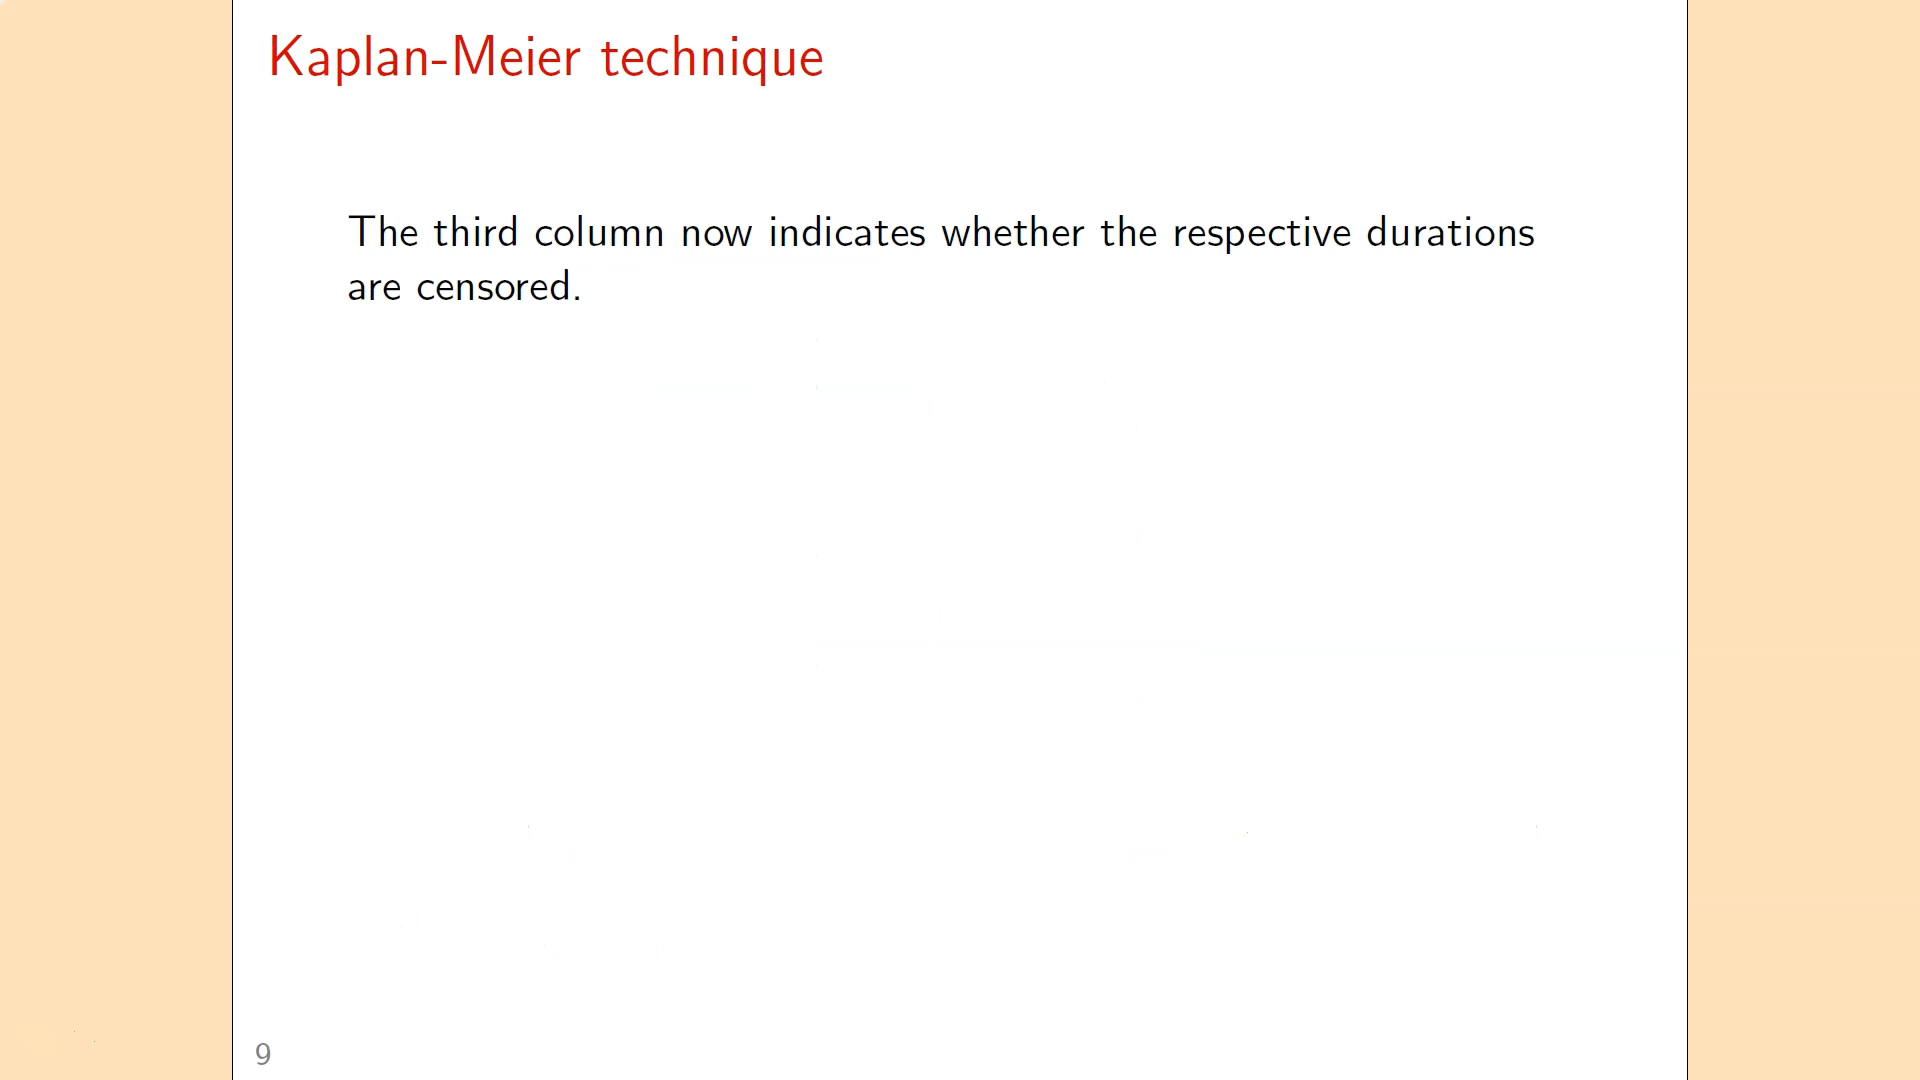 Kaplan-Meier technique
The third column now indicates whether the respective durations
are censored.
9